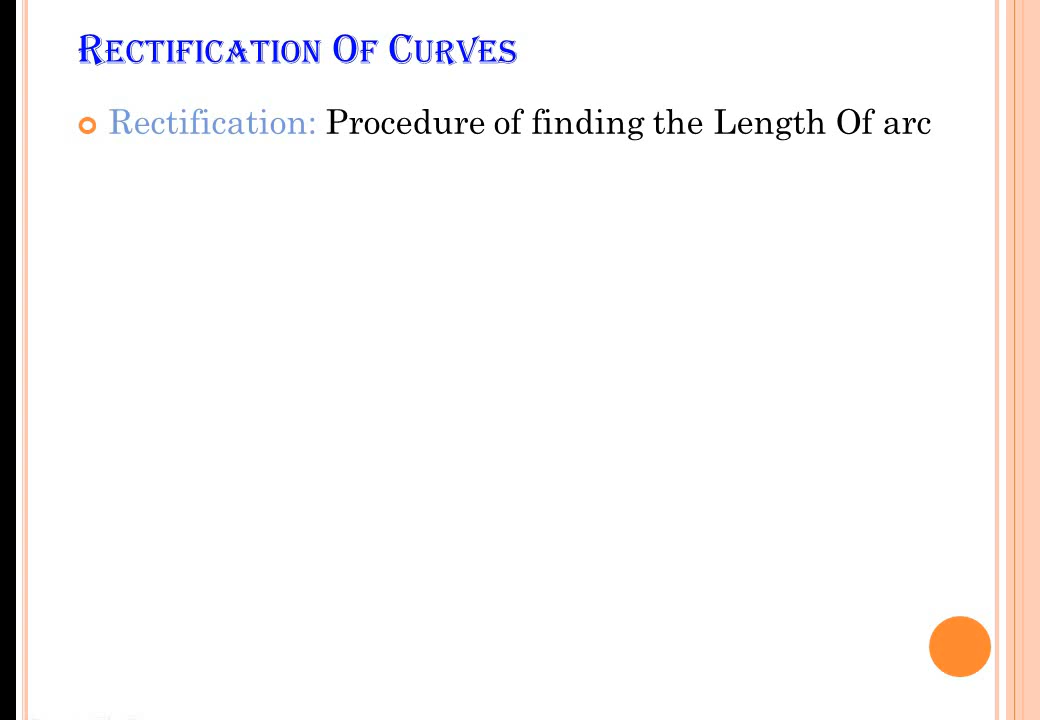 RECTIFICATION OF CURVES
Rectification: Procedure of finding the Length Of arc